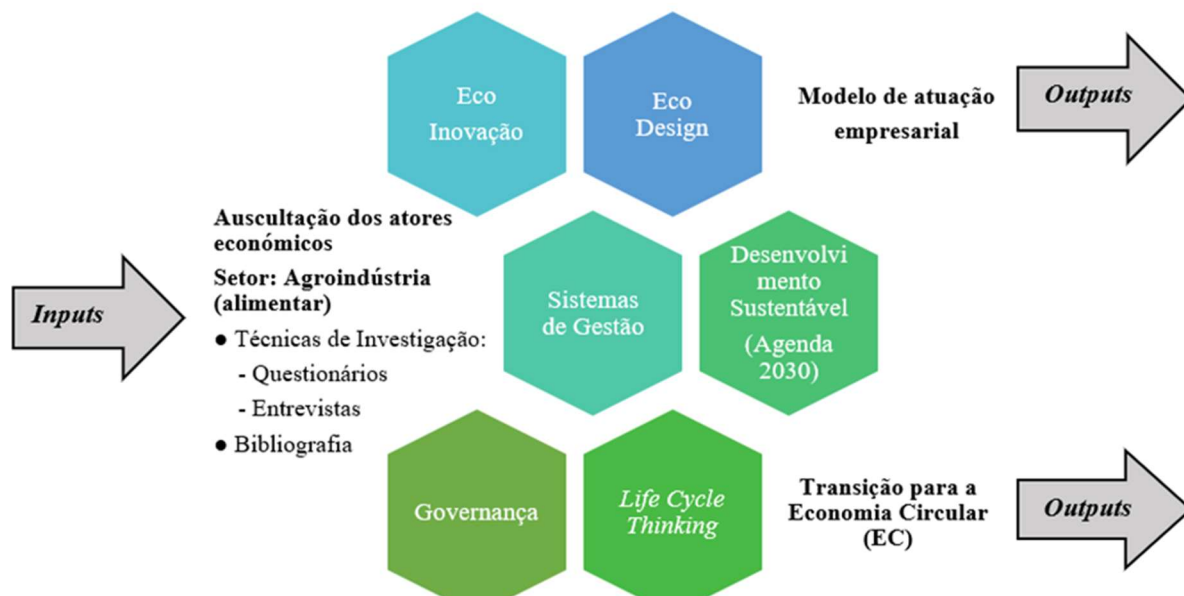 Inputs
Auscultação dos atores
económicos
Setor: Agroindústria
(alimentar)
● Técnicas de Investigação:
- Questionários
- Entrevistas
● Bibliografia
Eco
Inovação
Eco
Design
Sistemas
de Gestão
Desenvolvi
mento
Sustentável
(Agenda
2030)
Governança
Life Cycle
Thinking
Modelo de atuação
empresarial
Outputs
Transição para a
Economia Circular
(EC)
Outputs